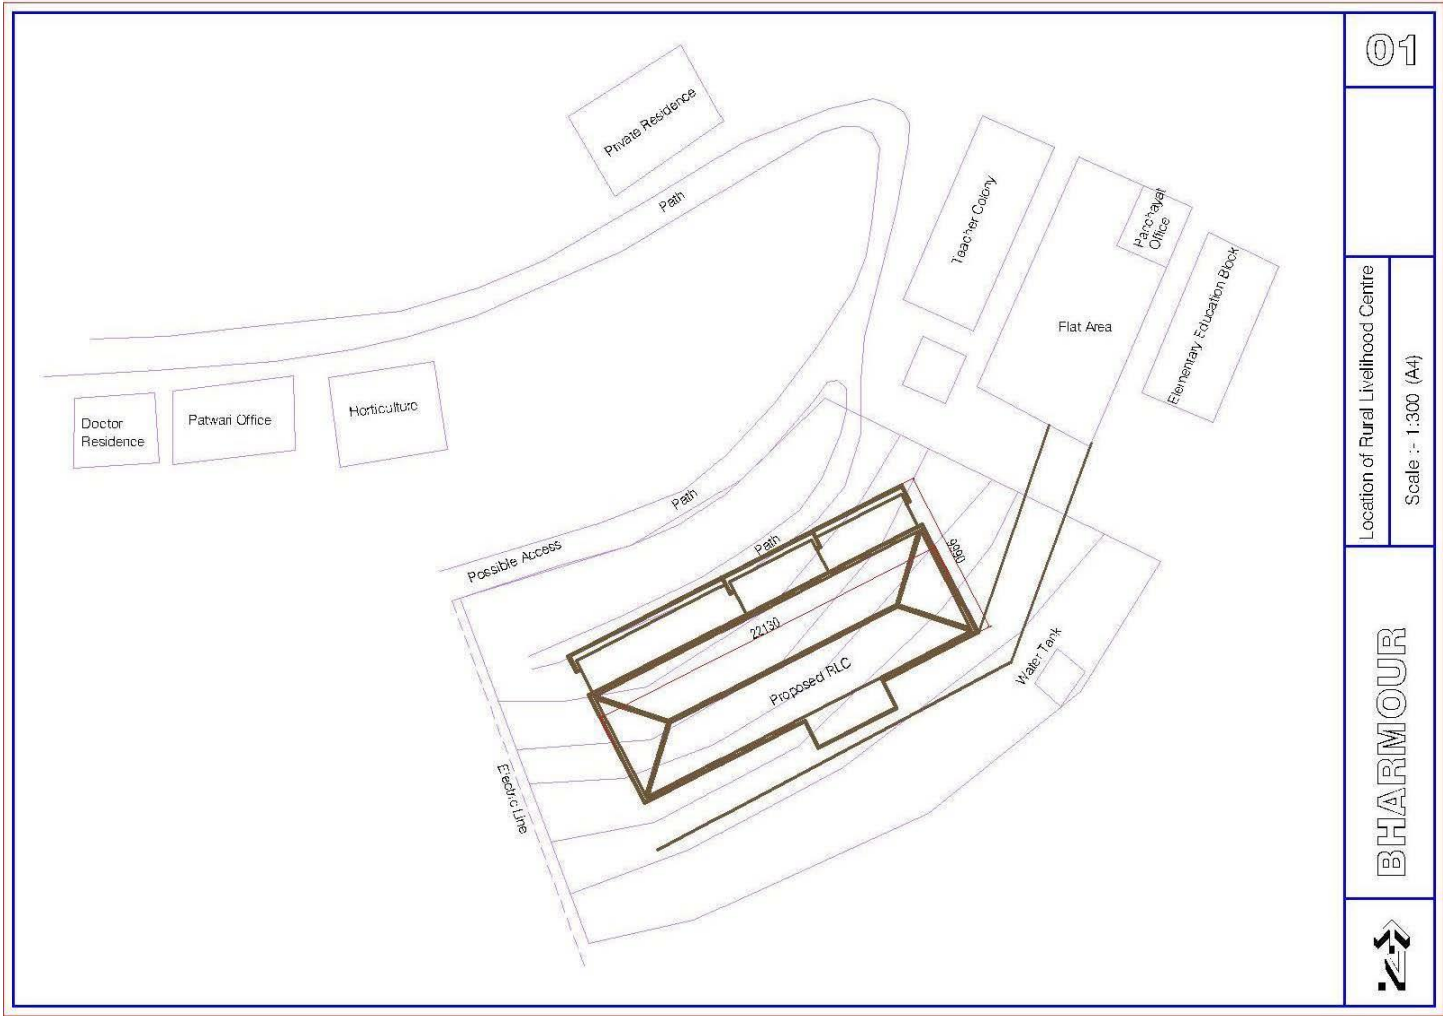 01
Private Residence
Path
Teacher Colony
Panchayat
Office
Elementary Education Block
Flat Area
Doctor
Residence
Patwari Office
Horticulture
Path
Possible Access
Path
9990
22130
Proposed RLC
Water Tank
Electric Line
Location of Rural Livelihood Centre
Scale :- 1:300 (A4)
BHARMOUR